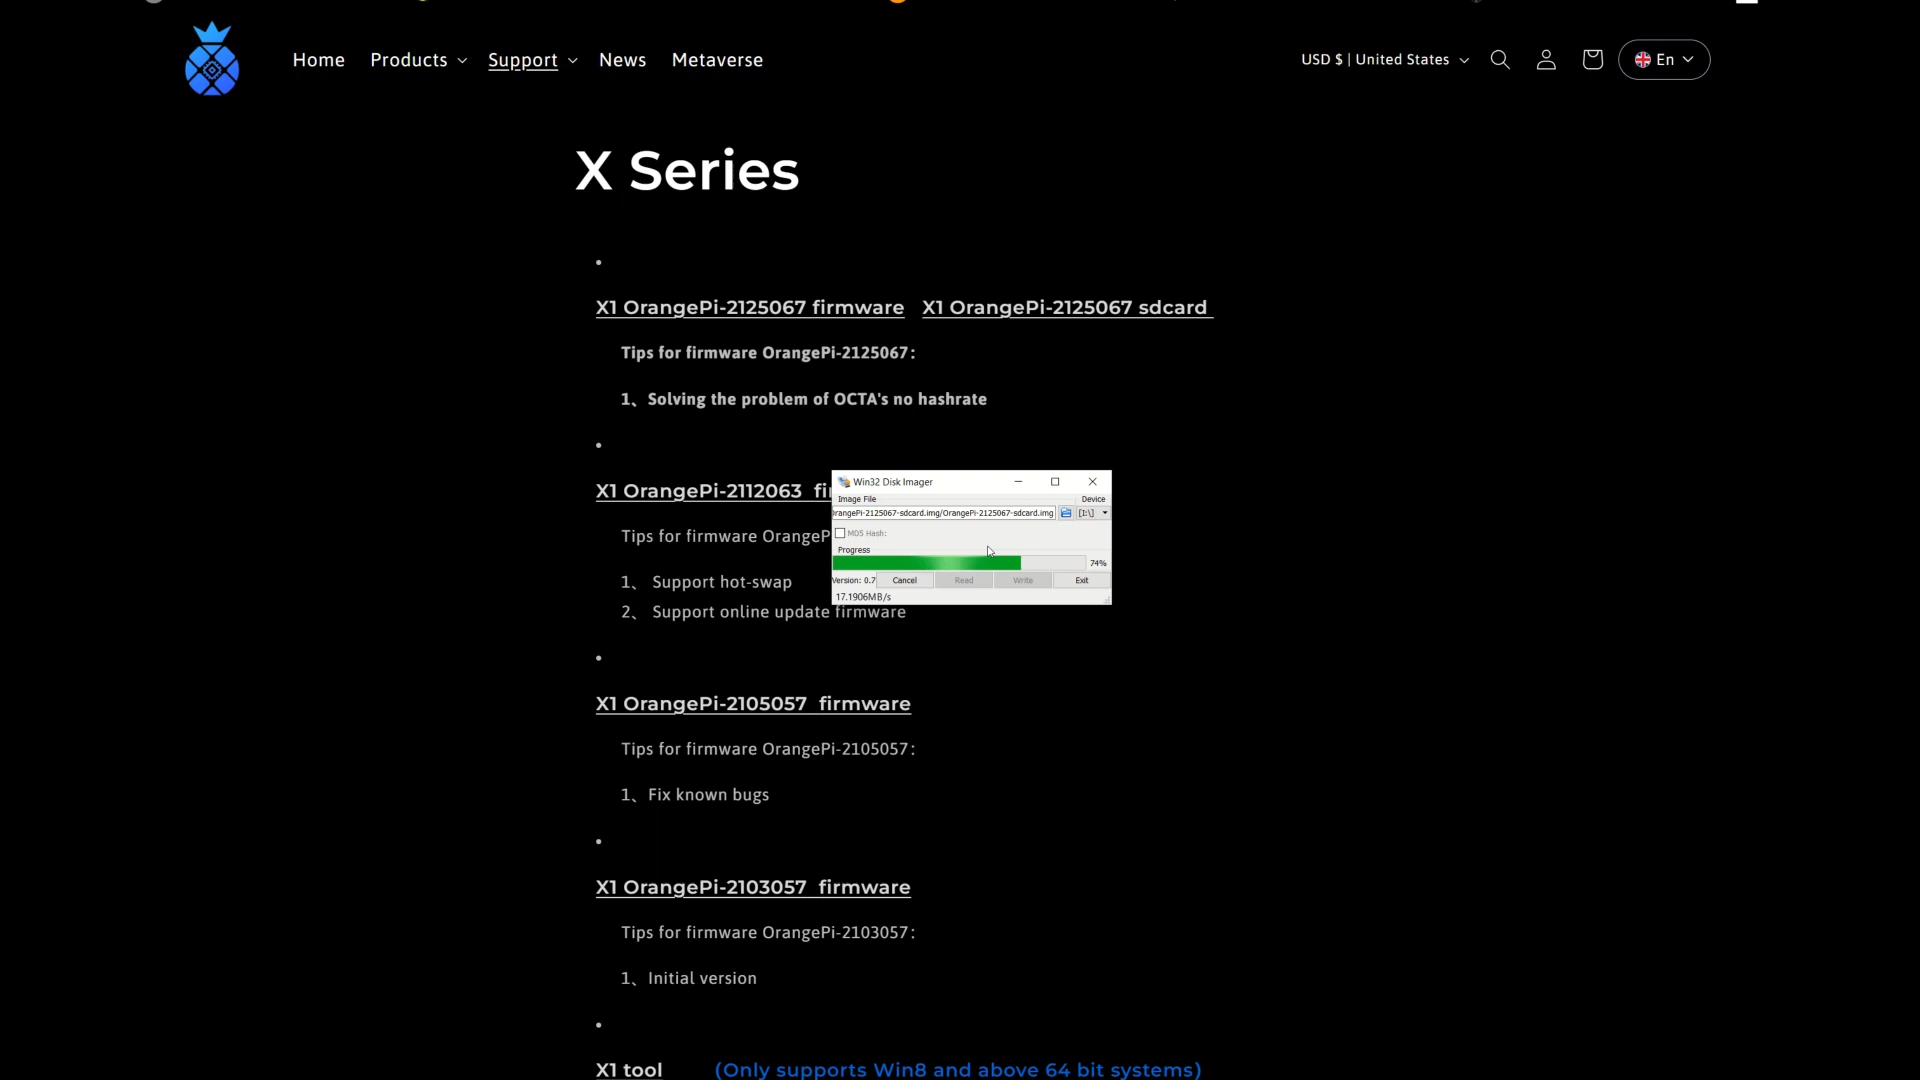 Home Products Support News Metaverse USD $ | United States En
X Series
X1 OrangePi-2125067 firmware X1 OrangePi-2125067 sdcard
Tips for firmware OrangePi-2125067：
1、Solving the problem of OCTA's no hashrate
X1 OrangePi-2112063 fi
Tips for firmware OrangeP
1、 Support hot-swap
2、 Support online update firmware
Win32 Disk Imager
Image File Device
rangePi-2125067-sdcard.img/OrangePi-2125067-sdcard.img [I:\]
MD5 Hash:
Progress
74%
Version: 0.7 Cancel Read Write Exit
17.1906MB/s
X1 OrangePi-2105057 firmware
Tips for firmware OrangePi-2105057：
1、Fix known bugs
X1 OrangePi-2103057 firmware
Tips for firmware OrangePi-2103057：
1、Initial version
X1 tool (Only supports Win8 and above 64 bit systems)